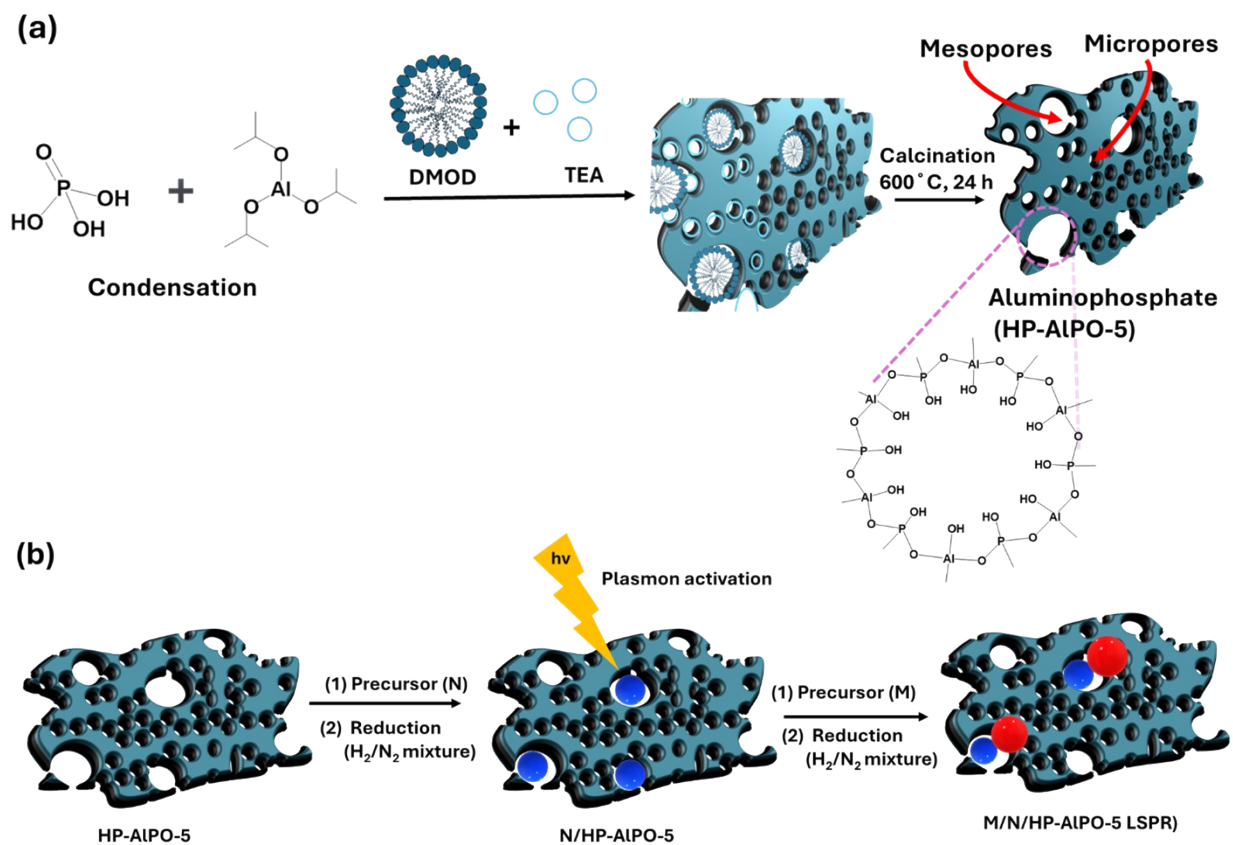 (a)
Mesopores
Micropores
DMOD
+
TEA
Calcination
600˚C, 24 h
O
P
OH
HO
OH
+
O
Al
O
O
Condensation
Aluminophosphate
(HP-AlPO-5)
O
P
O
Al
O
P
O
Al
HO
OH
HO
HO
Al
OH
HO
O
O
P
OH
HO
P
O
O
Al
OH
HO
Al
O
OH
OH
HO
O
P
P
O
Al
O
(b)
hv
Plasmon activation
(1) Precursor (N)
(2) Reduction
(H2/N2 mixture)
(1) Precursor (M)
(2) Reduction
(H2/N2 mixture)
HP-AlPO-5
N/HP-AlPO-5
M/N/HP-AlPO-5 LSPR)